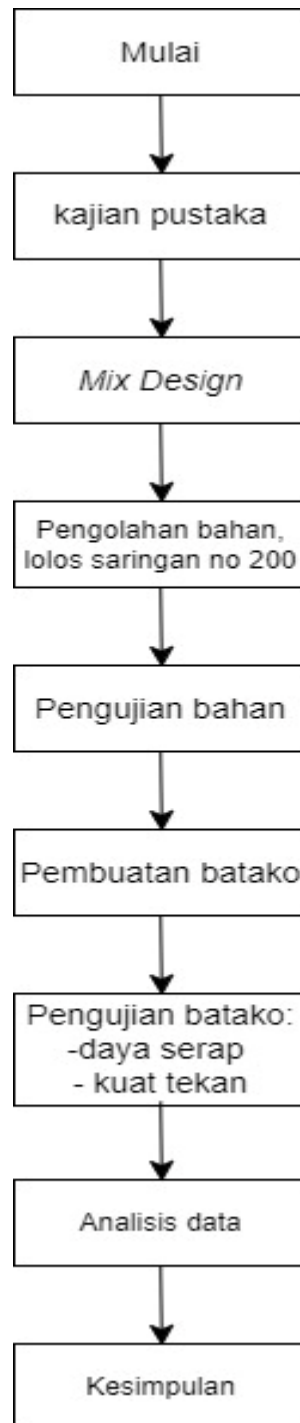 Mulai
kajian pustaka
Mix Design
Pengolahan bahan,
lolos saringan no 200
Pengujian bahan
Pembuatan batako
Pengujian batako:
-daya serap
- kuat tekan
Analisis data
Kesimpulan